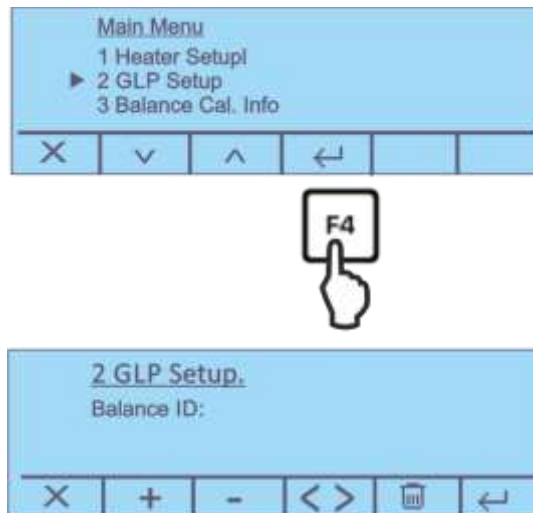 Main Menu
1 Heater Setupl
2 GLP Setup
3 Balance Cal. Info
F4
2 GLP Setup.
Balance ID: